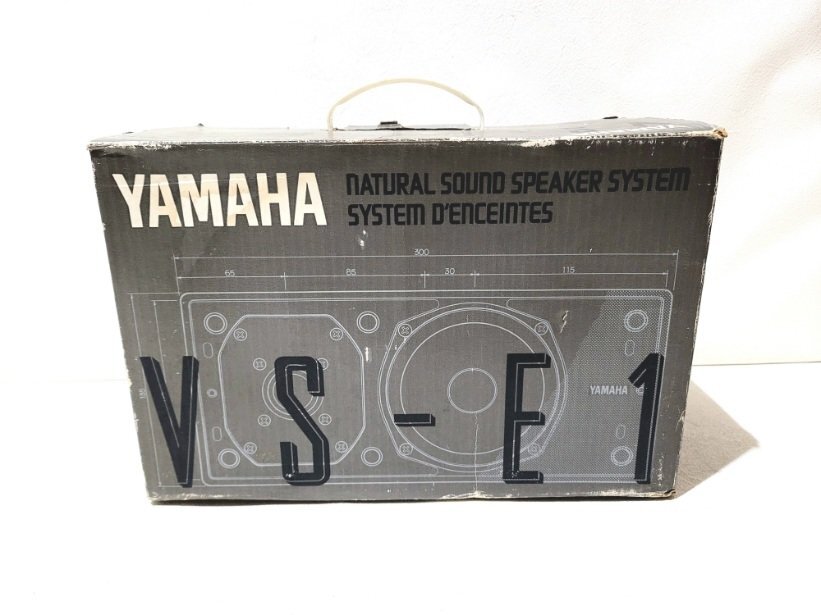 YAMAHA
NATURAL SOUND SPEAKER SYSTEM
SYSTEM D'ENCEINTES
300
65 85 30 115
YAMAHA
VS-E1